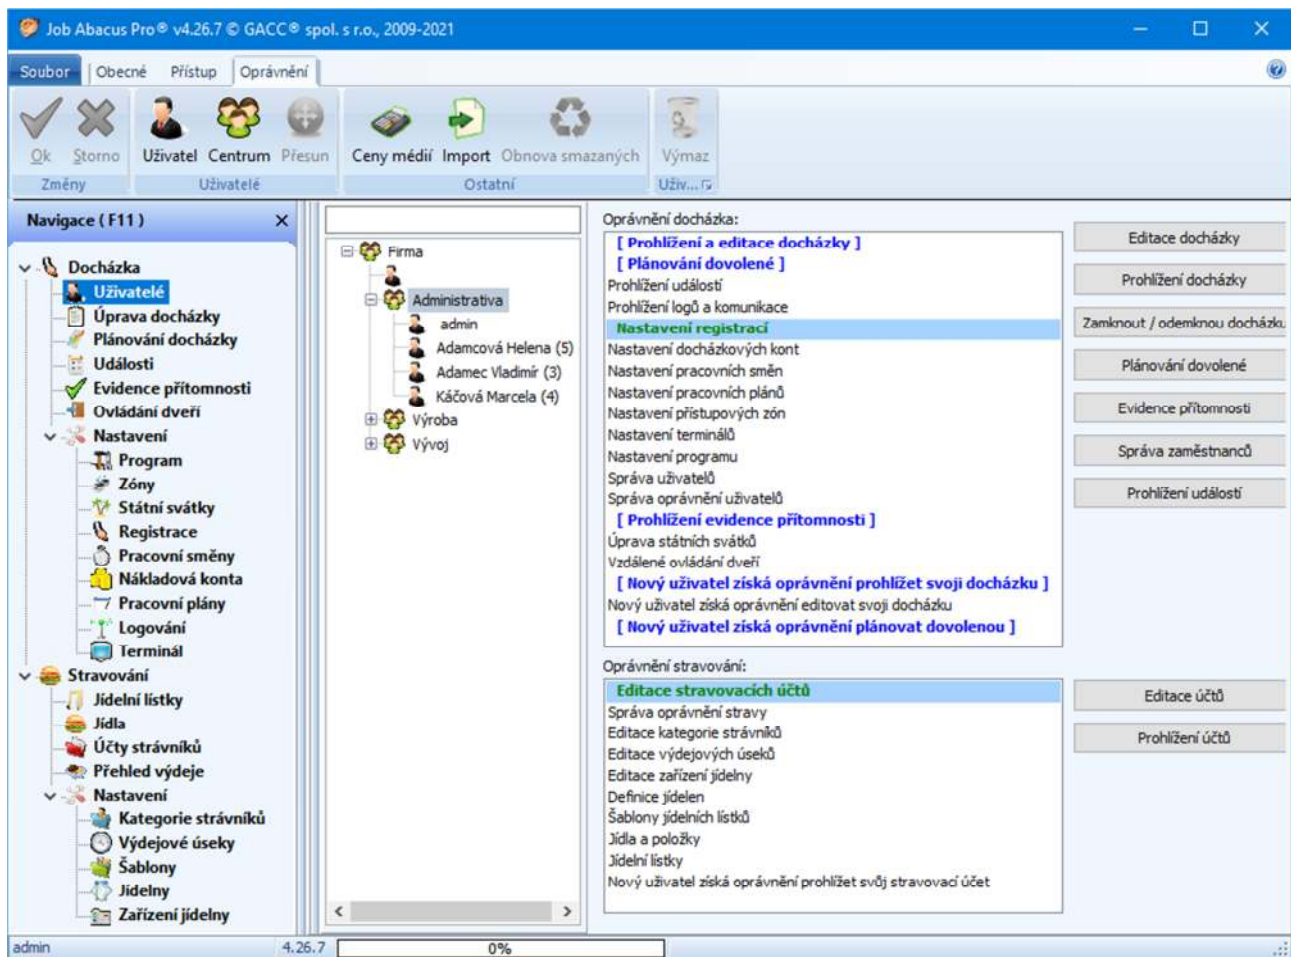 Job Abacus Pro® v4.26.7 © GACC® spol. s r.o., 2009-2021
Soubor Obecné Přístup Oprávnění
Ok Storno Uživatel Centrum Přesun Ceny médií Import Obnova smazaných Výmaz
Změny Uživatelé Ostatní Uživ...
Navigace ( F11 )
Docházka
Uživatelé
Úprava docházky
Plánování docházky
Události
Evidence přítomnosti
Ovládání dveří
Nastavení
Program
Zóny
Státní svátky
Registrace
Pracovní směny
Nákladová konta
Pracovní plány
Logování
Terminál
Stravování
Jídelní lístky
Jídla
Účty strávníků
Přehled výdeje
Nastavení
Kategorie strávníků
Výdejové úseky
Šablony
Jídelny
Zařízení jídelny
Firma
Administrativa
admin
Adamcová Helena (5)
Adamec Vladimír (3)
Káčová Marcela (4)
Výroba
Vývoj
Oprávnění docházka:
[ Prohlížení a editace docházky ]
[ Plánování dovolené ]
Prohlížení událostí
Prohlížení logů a komunikace
Nastavení registrací
Nastavení docházkových kont
Nastavení pracovních směn
Nastavení pracovních plánů
Nastavení přístupových zón
Nastavení terminálů
Nastavení programu
Správa uživatelů
Správa oprávnění uživatelů
[ Prohlížení evidence přítomnosti ]
Úprava státních svátků
Vzdálené ovládání dveří
[ Nový uživatel získá oprávnění prohlížet svoji docházku ]
Nový uživatel získá oprávnění editovat svoji docházku
[ Nový uživatel získá oprávnění plánovat dovolenou ]
Editace docházky
Prohlížení docházky
Zamknout / odemknou docházku
Plánování dovolené
Evidence přítomnosti
Správa zaměstnanců
Prohlížení událostí
Oprávnění stravování:
Editace stravovacích účtů
Správa oprávnění stravy
Editace kategorie strávníků
Editace výdejových úseků
Editace zařízení jídelny
Definice jídelen
Šablony jídelních lístků
Jídla a položky
Jídelní lístky
Nový uživatel získá oprávnění prohlížet svůj stravovací účet
Editace účtů
Prohlížení účtů
admin 4.26.7 0%